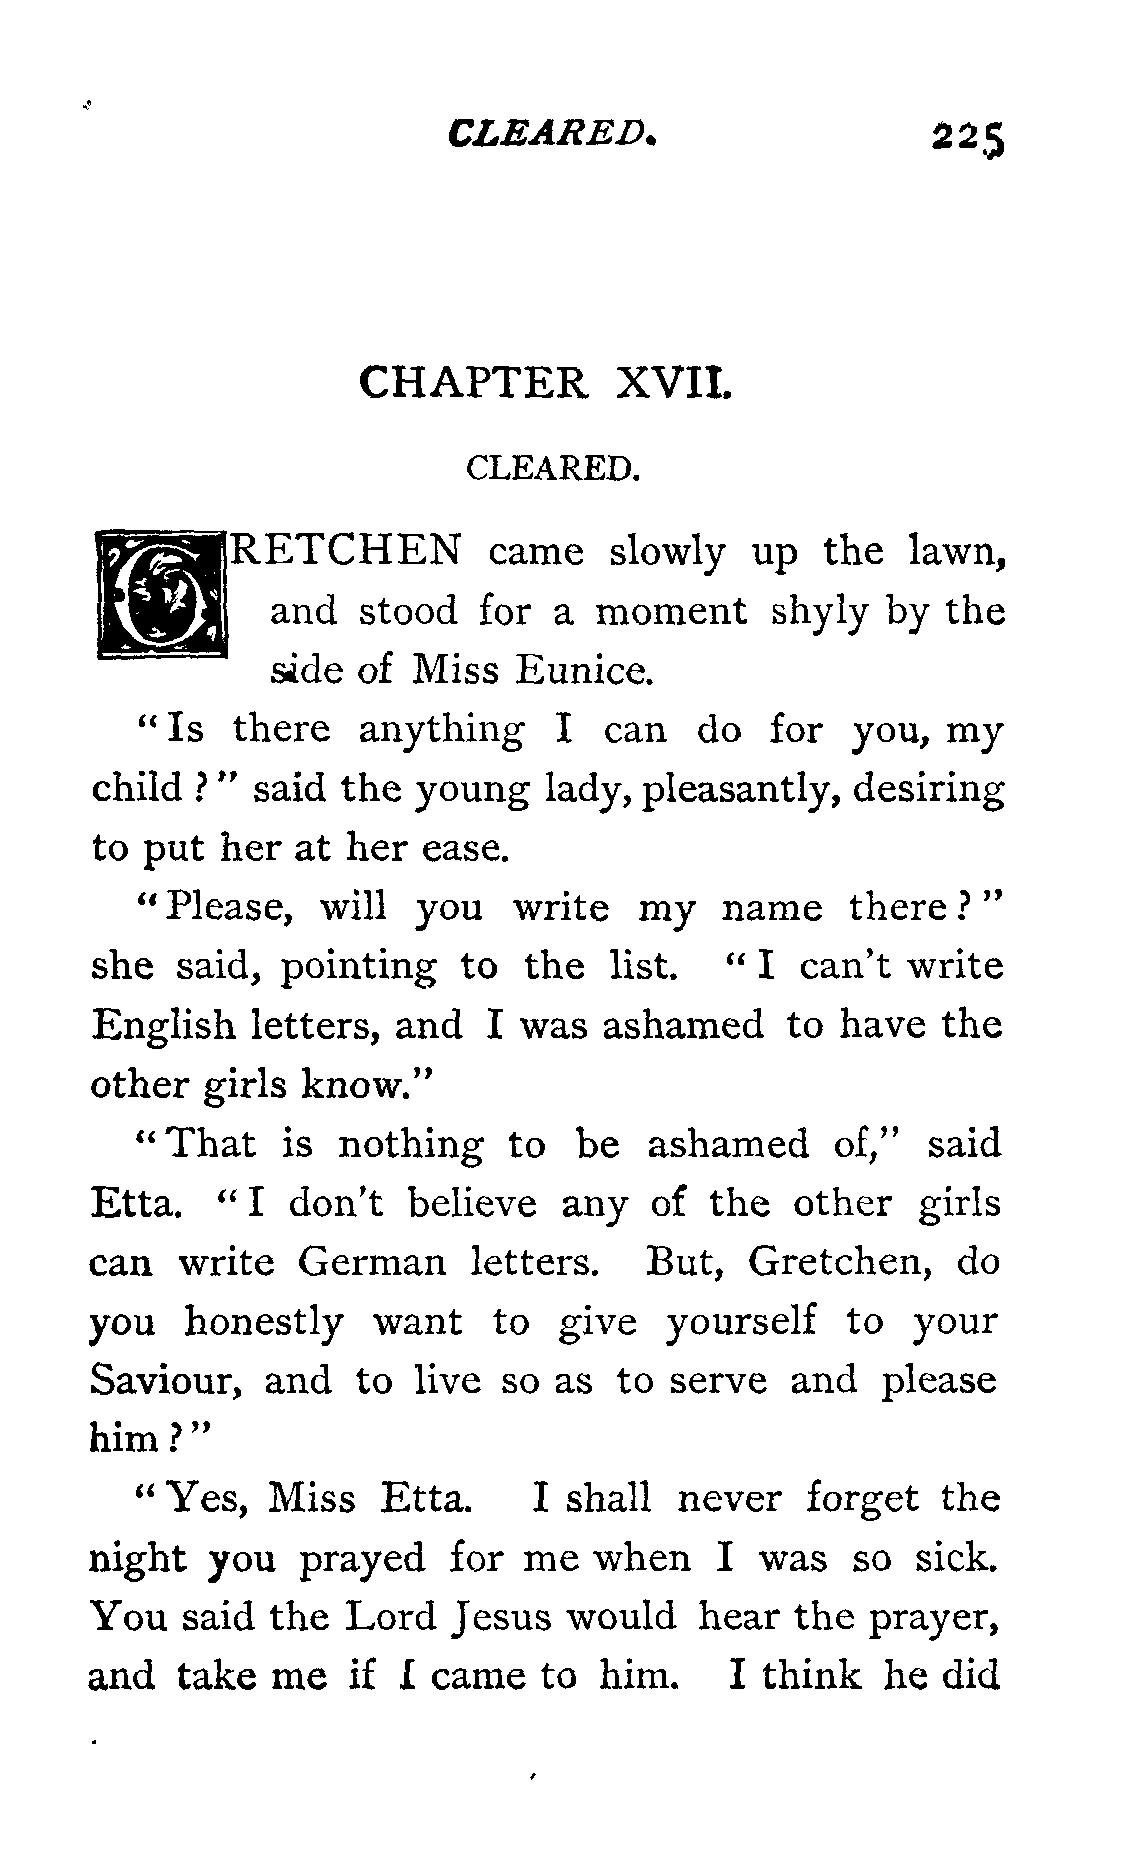 CLEARED. 225
CHAPTER XVII.
CLEARED.
GRETCHEN came slowly up the lawn,
and stood for a moment shyly by the
side of Miss Eunice.
“Is there anything I can do for you, my
child?” said the young lady, pleasantly, desiring
to put her at her ease.
“Please, will you write my name there?”
she said, pointing to the list. “I can't write
English letters, and I was ashamed to have the
other girls know.”
“That is nothing to be ashamed of,” said
Etta. “I don't believe any of the other girls
can write German letters. But, Gretchen, do
you honestly want to give yourself to your
Saviour, and to live so as to serve and please
him?”
“Yes, Miss Etta. I shall never forget the
night you prayed for me when I was so sick.
You said the Lord Jesus would hear the prayer,
and take me if I came to him. I think he did